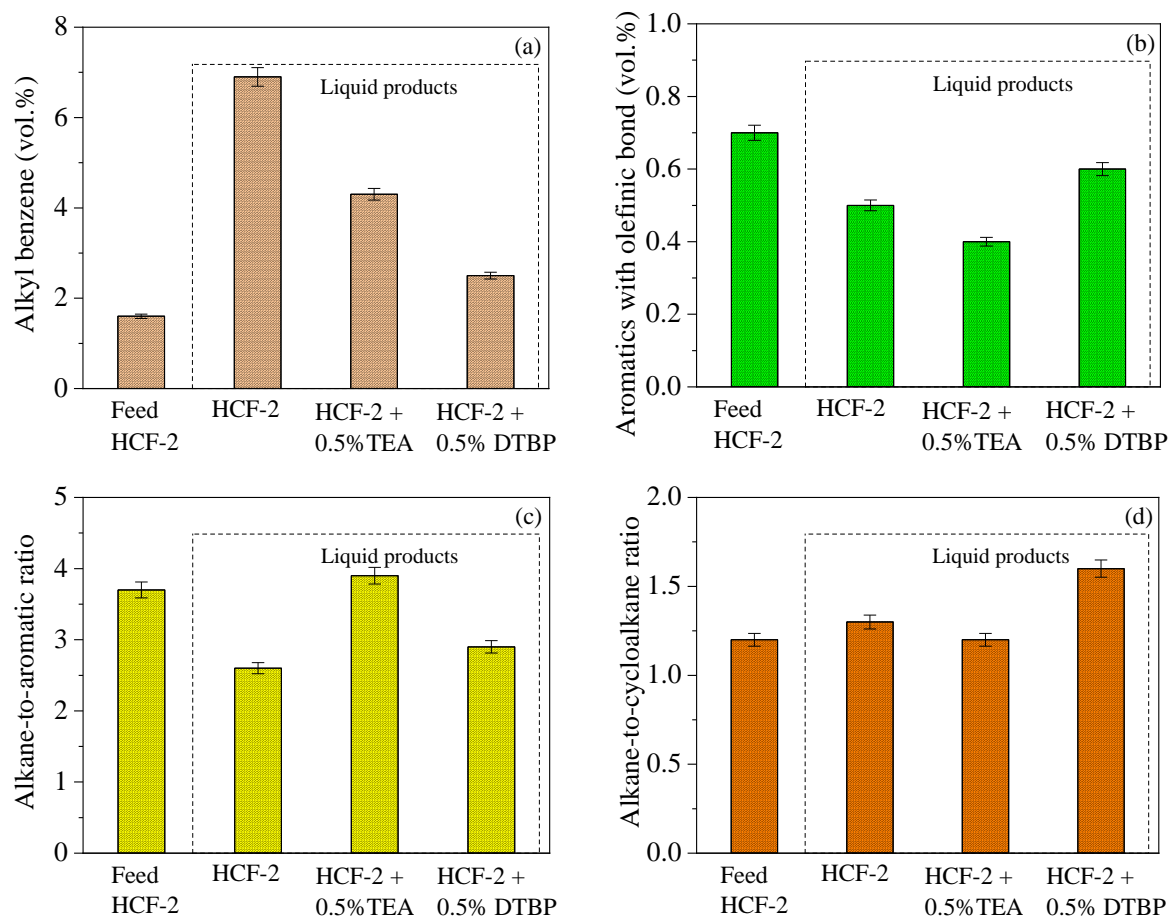 8
6
4
2
0
Alkyl benzene (vol.%)
(a)
Liquid products
Feed
HCF-2
HCF-2
HCF-2 +
0.5%TEA
HCF-2 +
0.5% DTBP
1.0
0.8
0.6
0.4
0.2
0.0
Aromatics with olefinic bond (vol.%)
(b)
Liquid products
Feed
HCF-2
HCF-2
HCF-2 +
0.5%TEA
HCF-2 +
0.5% DTBP
5
4
3
2
1
0
Alkane-to-aromatic ratio
(c)
Liquid products
Feed
HCF-2
HCF-2
HCF-2 +
0.5%TEA
HCF-2 +
0.5% DTBP
2.0
1.5
1.0
0.5
0.0
Alkane-to-cycloalkane ratio
(d)
Liquid products
Feed
HCF-2
HCF-2
HCF-2 +
0.5%TEA
HCF-2 +
0.5% DTBP